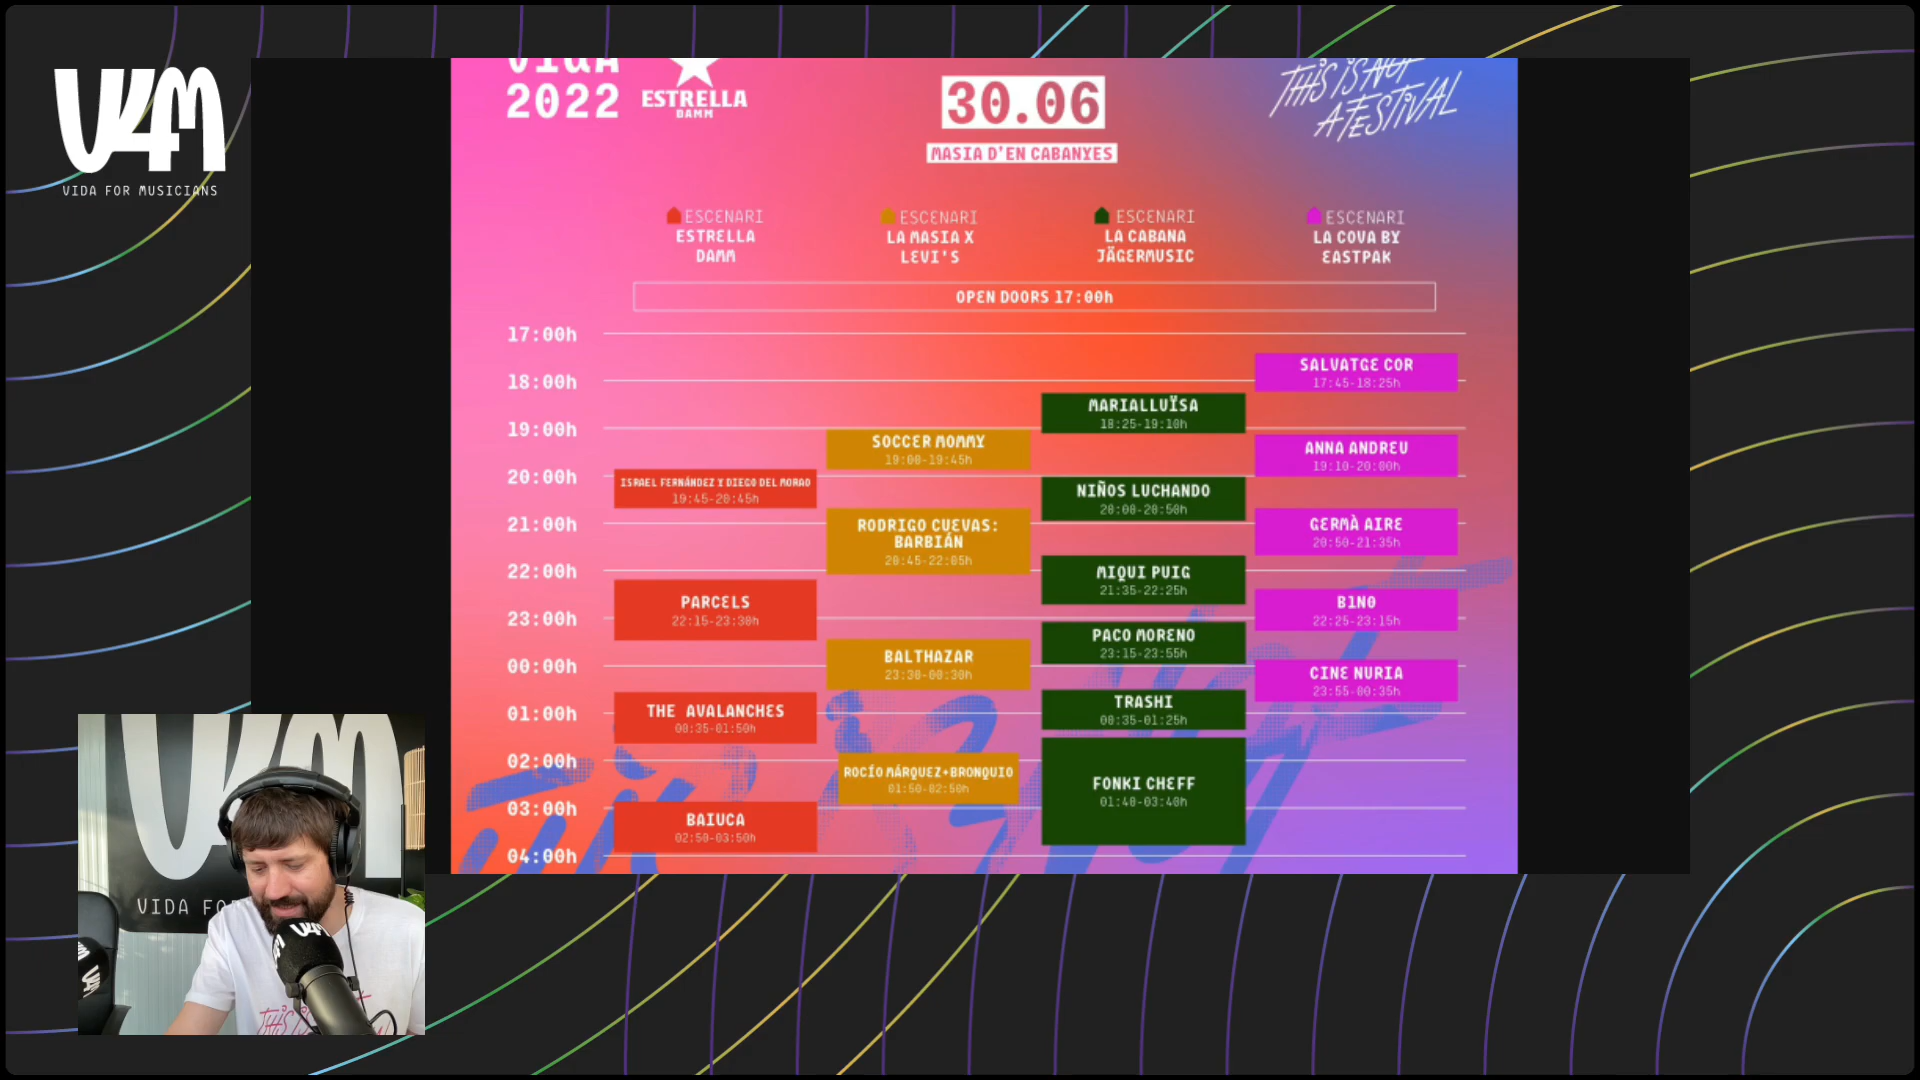 V4M
VIDA FOR MUSICIANS
VIDA
2022
ESTRELLA
DAMM
30.06
MASIA D'EN CABANYES
THIS IS NOT
A FESTIVAL
ESCENARI
ESTRELLA
DAMM
ESCENARI
LA MASIA X
LEVI'S
ESCENARI
LA CABANA
JÄGERMUSIC
ESCENARI
LA COVA BY
EASTPAK
OPEN DOORS 17:00h
17:00h
SALVATGE COR
17:45-18:25h
18:00h
MARIALLUÏSA
18:25-19:10h
19:00h
SOCCER MOMMY
19:00-19:45h
ANNA ANDREU
19:10-20:00h
20:00h
ISRAEL FERNÁNDEZ Y DIEGO DEL MORAO
19:45-20:45h
NIÑOS LUCHANDO
20:00-20:50h
21:00h
RODRIGO CUEVAS:
BARBIÁN
20:45-22:05h
GERMÀ AIRE
20:50-21:35h
22:00h
MIQUI PUIG
21:35-22:25h
PARCELS
22:15-23:30h
B1N0
22:25-23:15h
23:00h
PACO MORENO
23:15-23:55h
00:00h
BALTHAZAR
23:30-00:30h
CINE NURIA
23:55-00:35h
01:00h
THE AVALANCHES
00:35-01:50h
TRASHI
00:35-01:25h
02:00h
ROCÍO MÁRQUEZ+BRONQUIO
01:50-02:50h
FONKI CHEFF
01:40-03:40h
03:00h
BAIUCA
02:50-03:50h
04:00h
VIDA FO
V4M